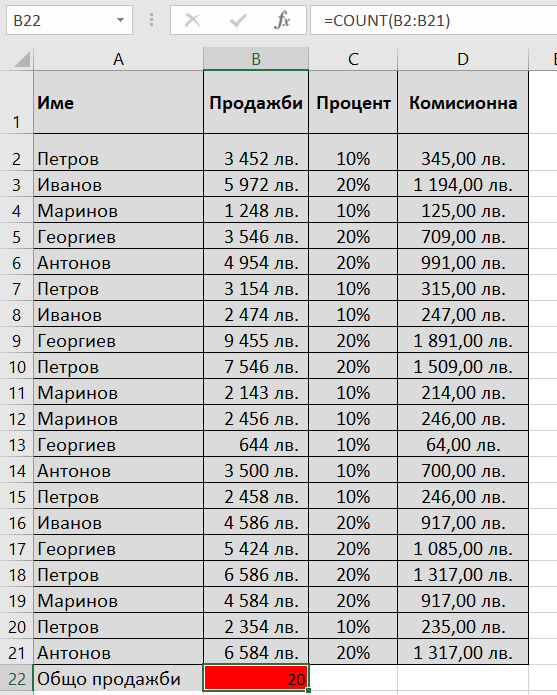 B22 fx =COUNT(B2:B21)
A B C D E
1 Име Продажби Процент Комисионна
2 Петров 3 452 лв. 10% 345,00 лв.
3 Иванов 5 972 лв. 20% 1 194,00 лв.
4 Маринов 1 248 лв. 10% 125,00 лв.
5 Георгиев 3 546 лв. 20% 709,00 лв.
6 Антонов 4 954 лв. 20% 991,00 лв.
7 Петров 3 154 лв. 10% 315,00 лв.
8 Иванов 2 474 лв. 10% 247,00 лв.
9 Георгиев 9 455 лв. 20% 1 891,00 лв.
10 Петров 7 546 лв. 20% 1 509,00 лв.
11 Маринов 2 143 лв. 10% 214,00 лв.
12 Маринов 2 456 лв. 10% 246,00 лв.
13 Георгиев 644 лв. 10% 64,00 лв.
14 Антонов 3 500 лв. 10% 700,00 лв.
15 Петров 2 458 лв. 10% 246,00 лв.
16 Иванов 4 586 лв. 20% 917,00 лв.
17 Георгиев 5 424 лв. 20% 1 085,00 лв.
18 Петров 6 586 лв. 20% 1 317,00 лв.
19 Маринов 4 584 лв. 20% 917,00 лв.
20 Петров 2 354 лв. 10% 235,00 лв.
21 Антонов 6 584 лв. 20% 1 317,00 лв.
22 Общо продажби 20